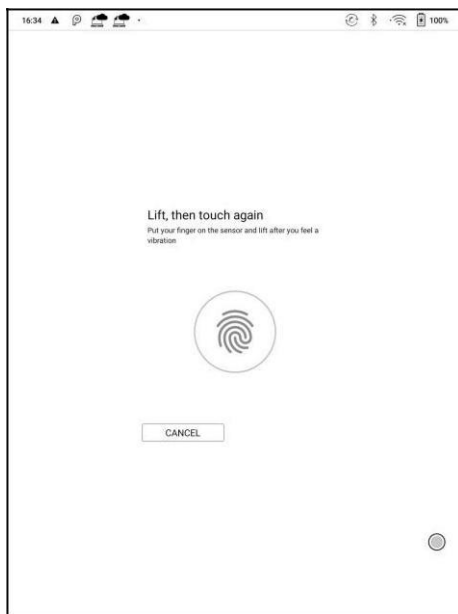 16:34
100%
Lift, then touch again
Put your finger on the sensor and lift after you feel a
vibration
CANCEL